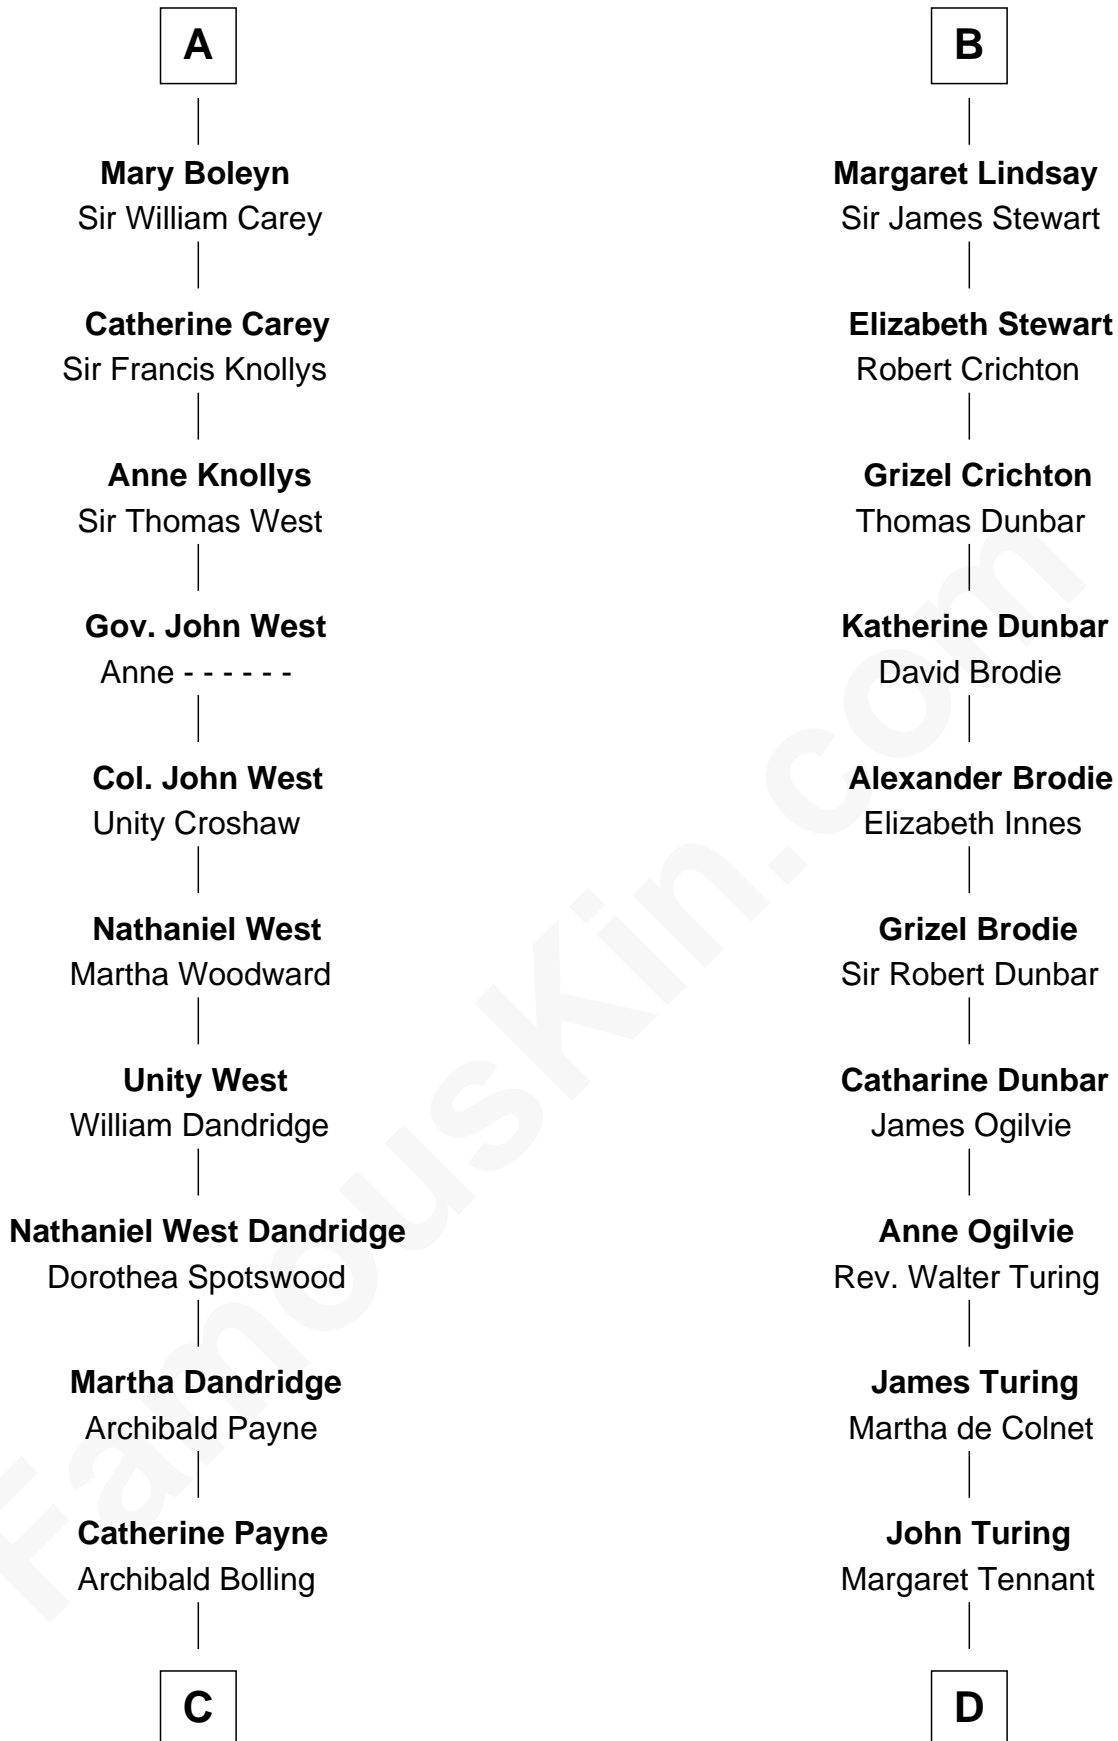 A
Mary Boleyn
Sir William Carey
Catherine Carey
Sir Francis Knollys
Anne Knollys
Sir Thomas West
Gov. John West
Anne - - - - - -
Col. John West
Unity Croshaw
Nathaniel West
Martha Woodward
Unity West
William Dandridge
Nathaniel West Dandridge
Dorothea Spotswood
Martha Dandridge
Archibald Payne
Catherine Payne
Archibald Bolling
C
B
Margaret Lindsay
Sir James Stewart
Elizabeth Stewart
Robert Crichton
Grizel Crichton
Thomas Dunbar
Katherine Dunbar
David Brodie
Alexander Brodie
Elizabeth Innes
Grizel Brodie
Sir Robert Dunbar
Catharine Dunbar
James Ogilvie
Anne Ogilvie
Rev. Walter Turing
James Turing
Martha de Colnet
John Turing
Margaret Tennant
D
FamousKin.com